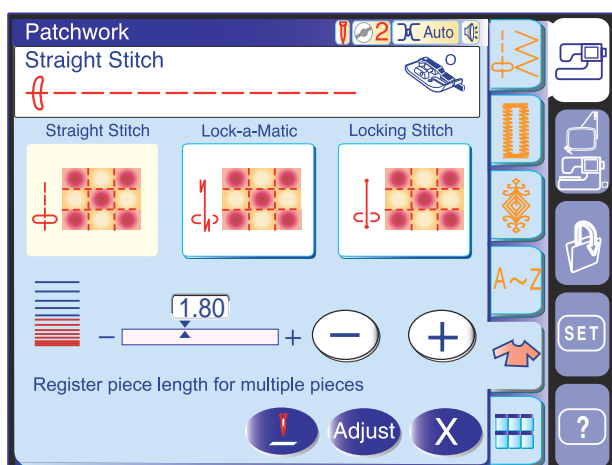 Patchwork
2 Auto
Straight Stitch
Straight Stitch Lock-a-Matic Locking Stitch
A~Z
1.80
- +
− +
SET
Register piece length for multiple pieces
Adjust X
?